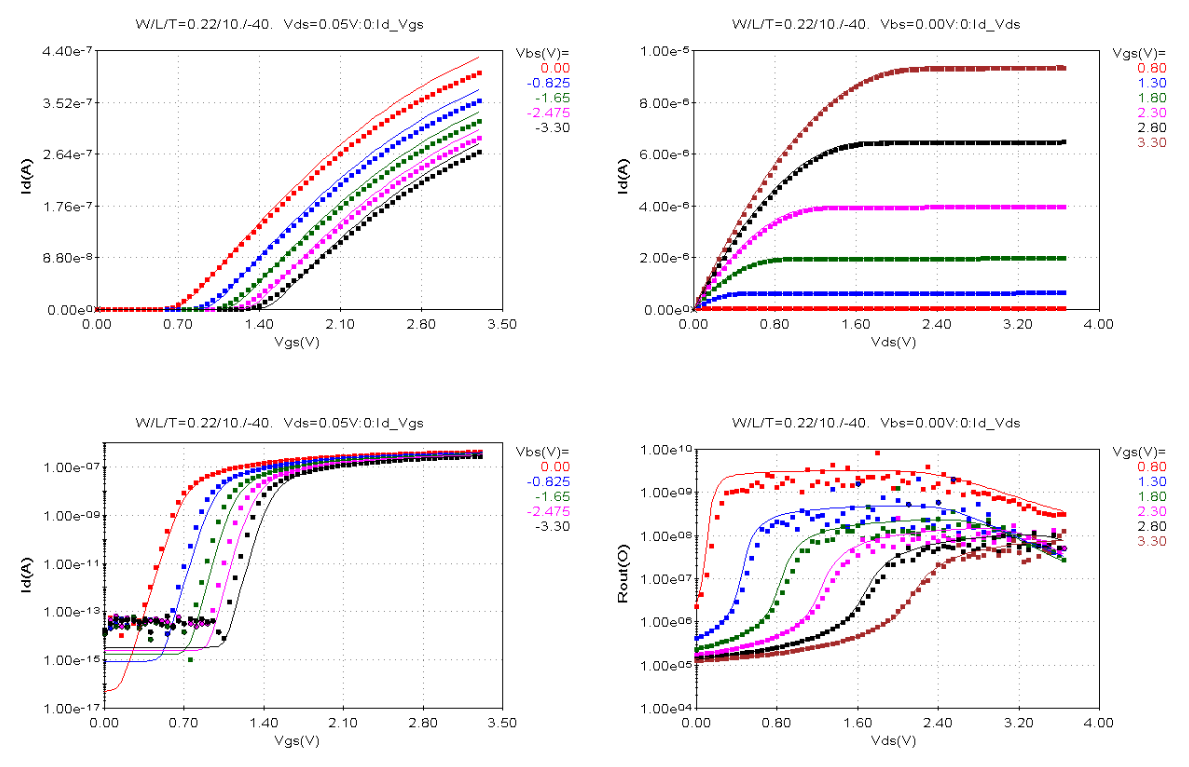 W/L/T=0.22/10./-40. Vds=0.05V:0:Id_Vgs
4.40e-7
3.52e-7
2.64e-7
1.76e-7
8.80e-8
0.00e0
0.00 0.70 1.40 2.10 2.80 3.50
Id(A)
Vgs(V)
Vbs(V)=
0.00
-0.825
-1.65
-2.475
-3.30
W/L/T=0.22/10./-40. Vbs=0.00V:0:Id_Vds
1.00e-5
8.00e-6
6.00e-6
4.00e-6
2.00e-6
0.00e0
0.00 0.80 1.60 2.40 3.20 4.00
Id(A)
Vds(V)
Vgs(V)=
0.80
1.30
1.80
2.30
2.80
3.30
W/L/T=0.22/10./-40. Vds=0.05V:0:Id_Vgs
1.00e-07
1.00e-09
1.00e-11
1.00e-13
1.00e-15
1.00e-17
0.00 0.70 1.40 2.10 2.80 3.50
Id(A)
Vgs(V)
Vbs(V)=
0.00
-0.825
-1.65
-2.475
-3.30
W/L/T=0.22/10./-40. Vbs=0.00V:0:Id_Vds
1.00e10
1.00e09
1.00e08
1.00e07
1.00e06
1.00e05
1.00e04
0.00 0.80 1.60 2.40 3.20 4.00
Rout(O)
Vds(V)
Vgs(V)=
0.80
1.30
1.80
2.30
2.80
3.30